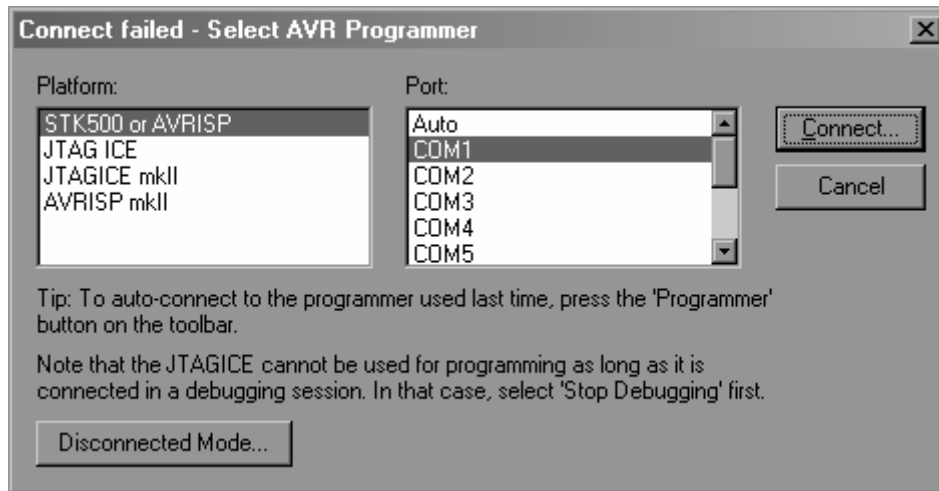 Connect failed - Select AVR Programmer
Platform:
Port:
STK500 or AVRISP
JTAG ICE
JTAGICE mkII
AVRISP mkII
Auto
COM1
COM2
COM3
COM4
COM5
Connect...
Cancel
Tip: To auto-connect to the programmer used last time, press the 'Programmer'
button on the toolbar.
Note that the JTAGICE cannot be used for programming as long as it is
connected in a debugging session. In that case, select 'Stop Debugging' first.
Disconnected Mode...